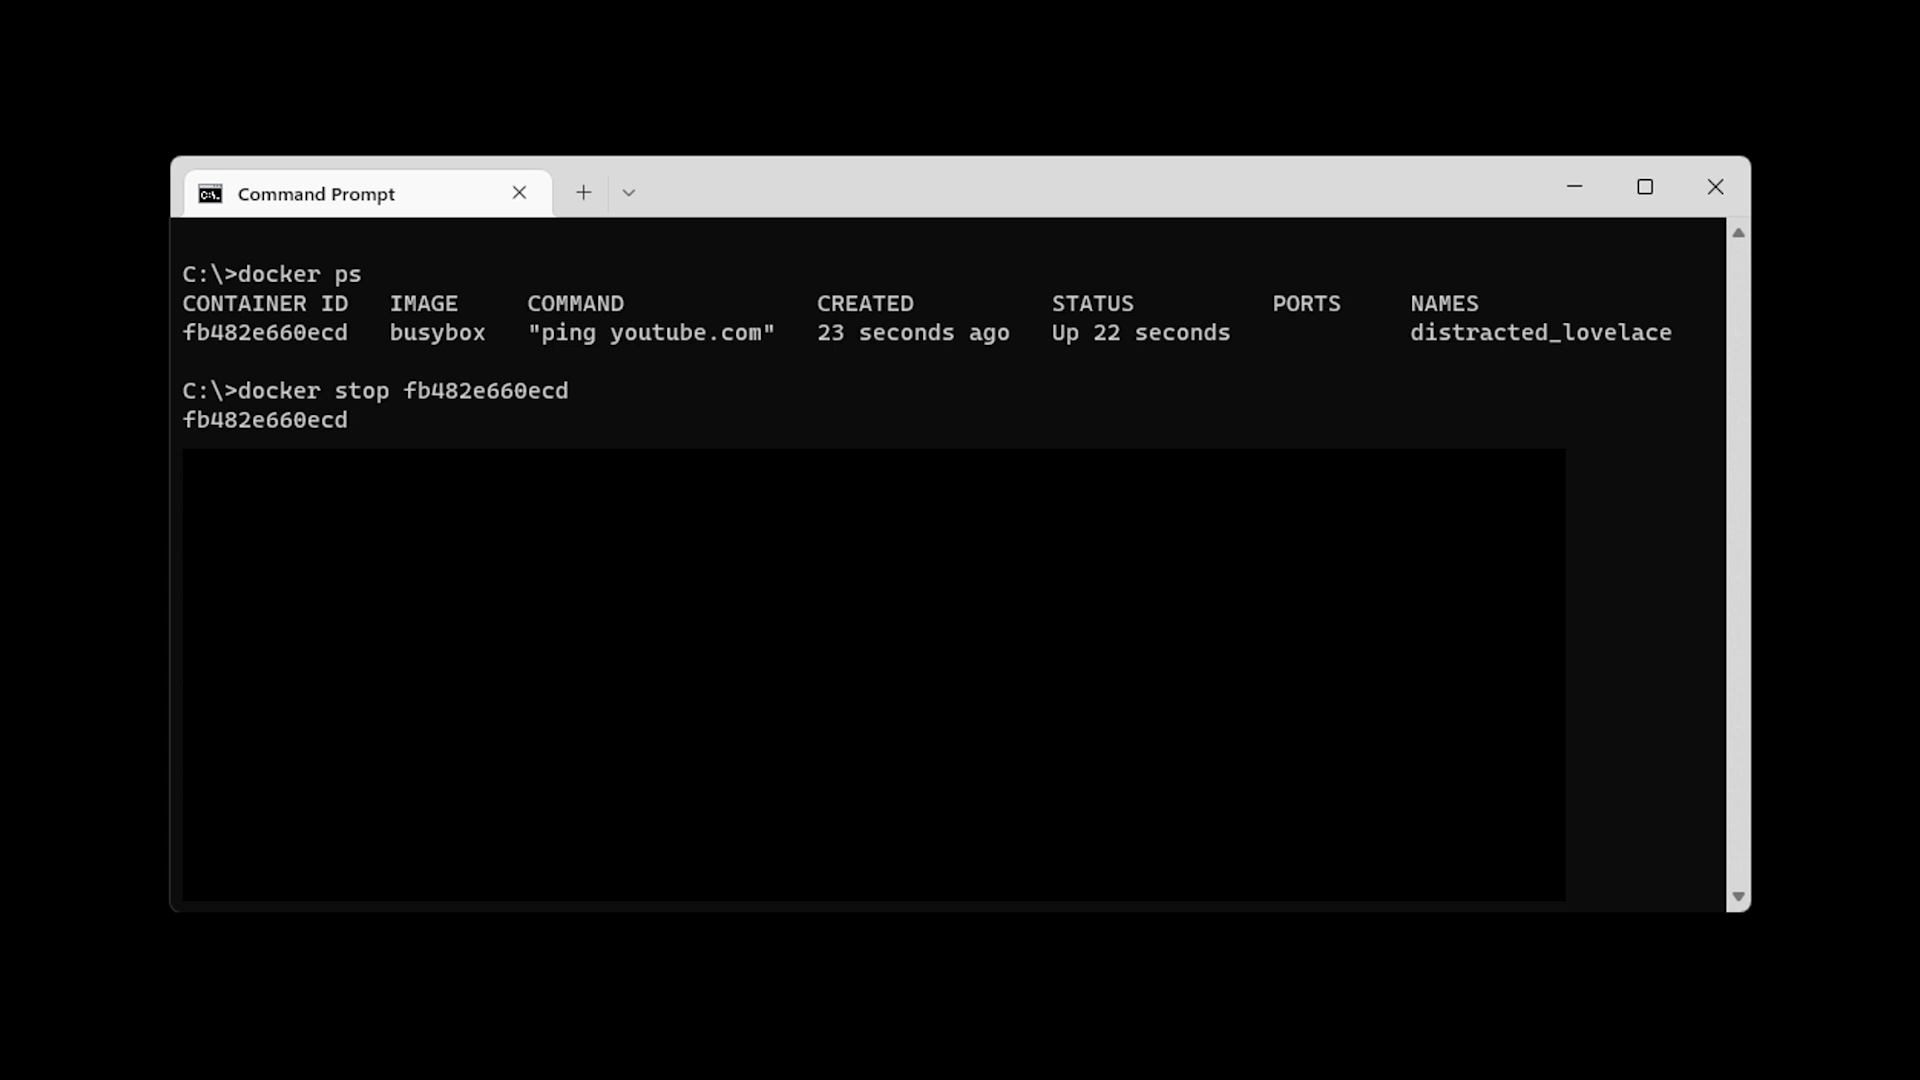 Command Prompt
C:\>docker ps
CONTAINER ID   IMAGE     COMMAND              CREATED          STATUS          PORTS     NAMES
fb482e660ecd   busybox   "ping youtube.com"   23 seconds ago   Up 22 seconds             distracted_lovelace
C:\>docker stop fb482e660ecd
fb482e660ecd